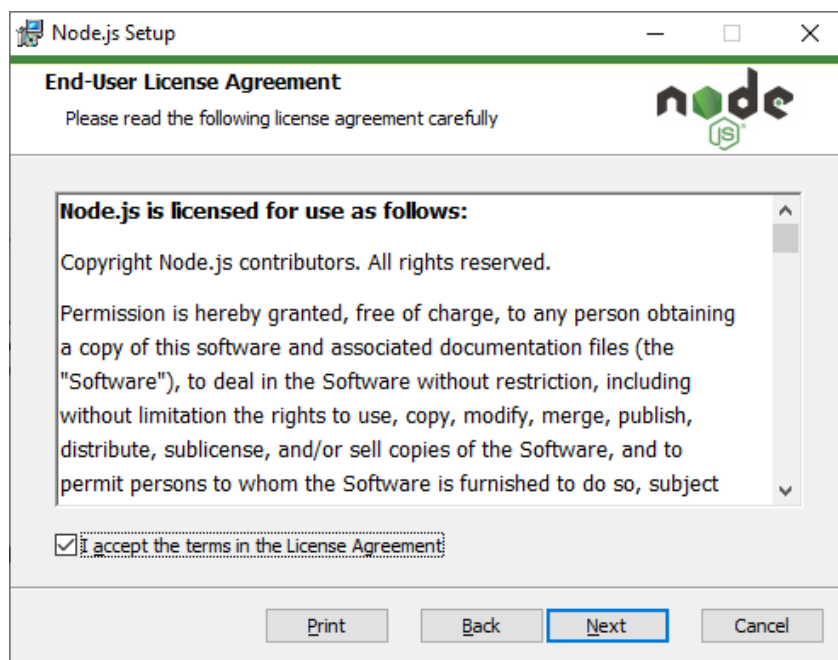 Node.js Setup
End-User License Agreement
Please read the following license agreement carefully
node
JS
Node.js is licensed for use as follows:
Copyright Node.js contributors. All rights reserved.
Permission is hereby granted, free of charge, to any person obtaining
a copy of this software and associated documentation files (the
"Software"), to deal in the Software without restriction, including
without limitation the rights to use, copy, modify, merge, publish,
distribute, sublicense, and/or sell copies of the Software, and to
permit persons to whom the Software is furnished to do so, subject
I accept the terms in the License Agreement
Print Back Next Cancel